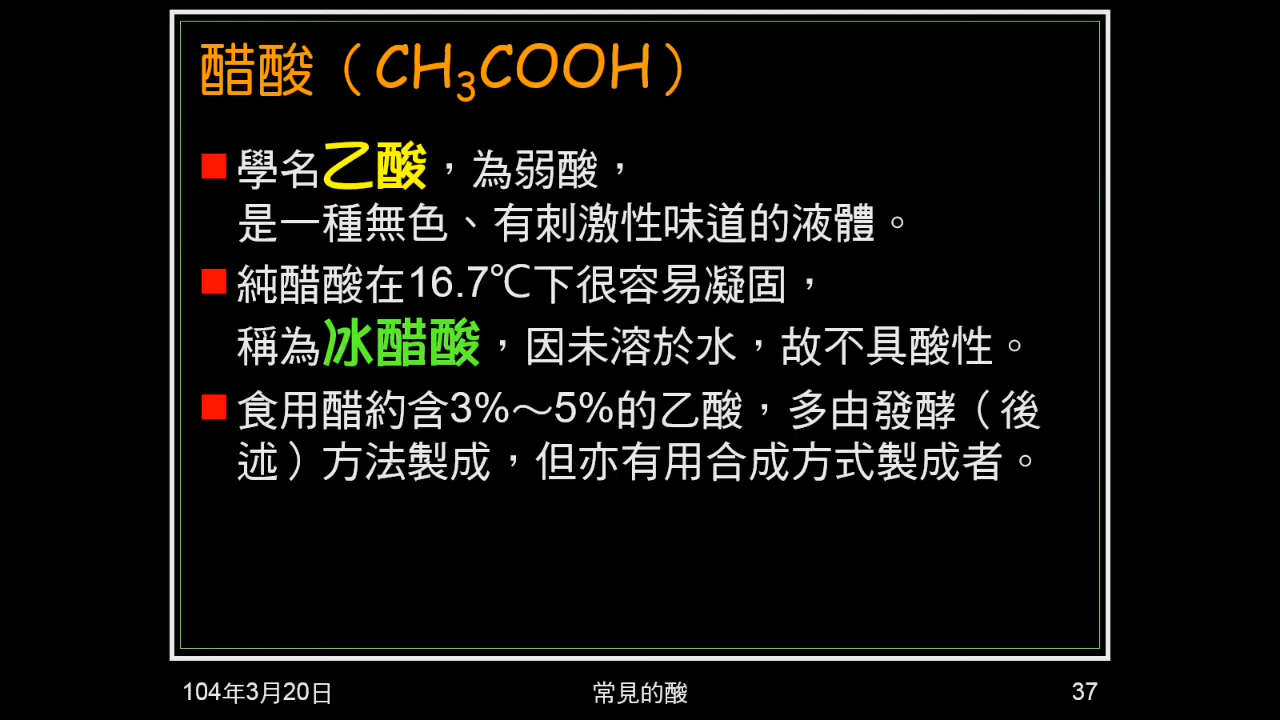 醋酸（CH₃COOH）
學名乙酸，為弱酸，
是一種無色、有刺激性味道的液體。
純醋酸在16.7℃下很容易凝固，
稱為冰醋酸，因未溶於水，故不具酸性。
食用醋約含3%～5%的乙酸，多由發酵（後
述）方法製成，但亦有用合成方式製成者。
104年3月20日
常見的酸
37